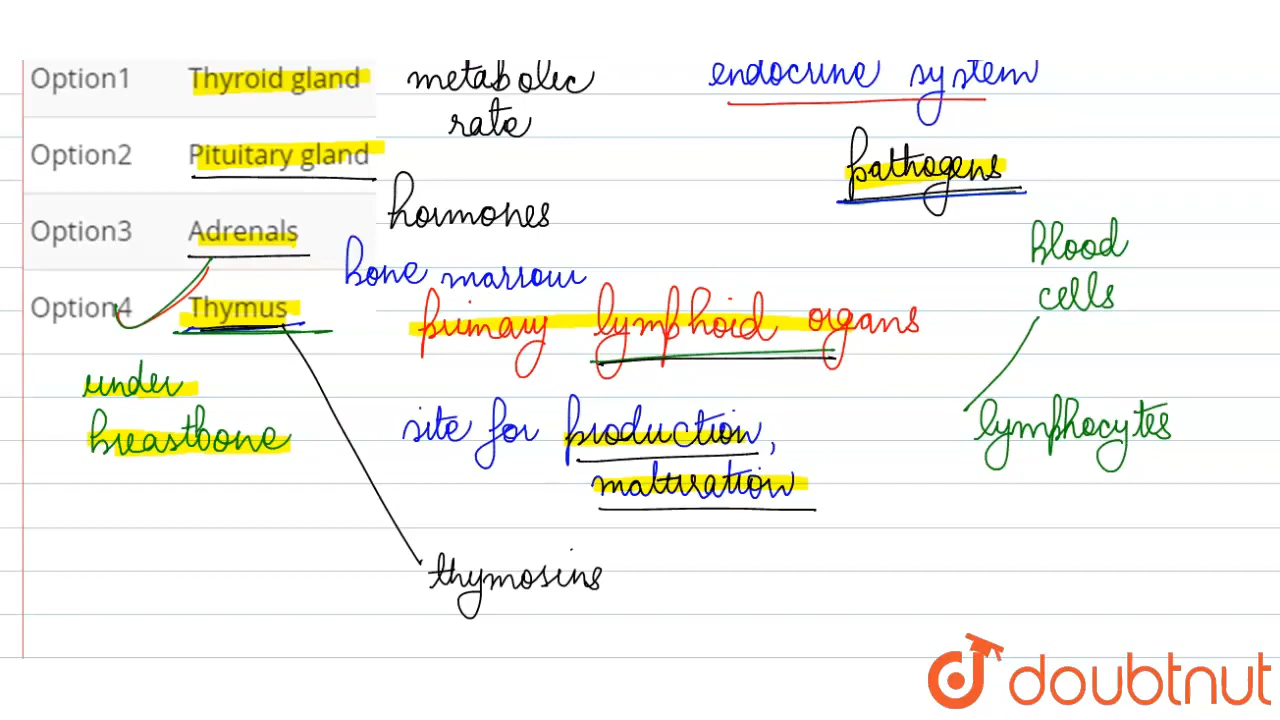 Option1 Thyroid gland metabolic rate endocrine system
Option2 Pituitary gland pathogens
hormones
Option3 Adrenals blood cells
bone marrow
Option4 Thymus primary lymphoid organs
under breastbone
site for production, maturation
lymphocytes
thymosins
doubtnut